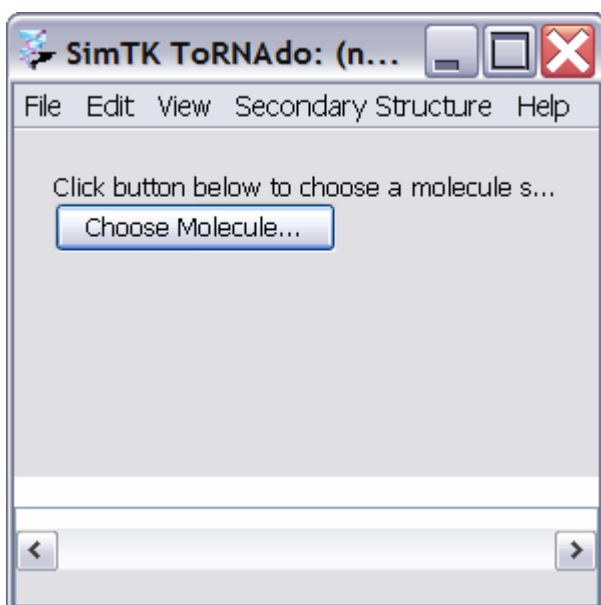 SimTK ToRNAdo: (n...
File Edit View Secondary Structure Help
Click button below to choose a molecule s...
Choose Molecule...